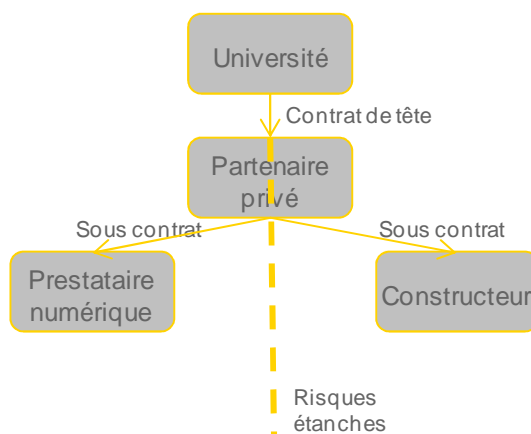 Université
Contrat de tête
Partenaire
privé
Sous contrat
Sous contrat
Prestataire
numérique
Constructeur
Risques
étanches